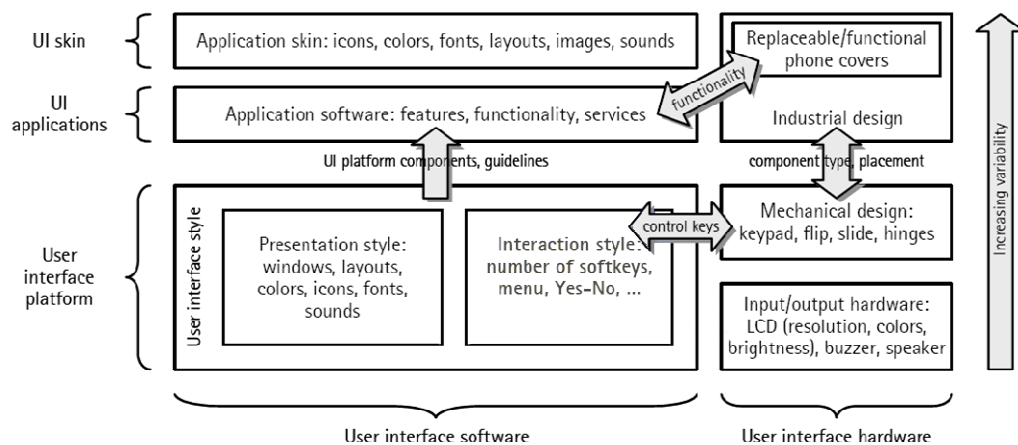 UI skin
Application skin: icons, colors, fonts, layouts, images, sounds
Replaceable/functional
phone covers
functionality
UI
applications
Application software: features, functionality, services
Industrial design
UI platform components, guidelines
component type, placement
Increasing variability
User
interface
platform
User interface style
Presentation style:
windows, layouts,
colors, icons, fonts,
sounds
Interaction style:
number of softkeys,
menu, Yes-No, ...
control keys
Mechanical design:
keypad, flip, slide, hinges
Input/output hardware:
LCD (resolution, colors,
brightness), buzzer, speaker
User interface software
User interface hardware